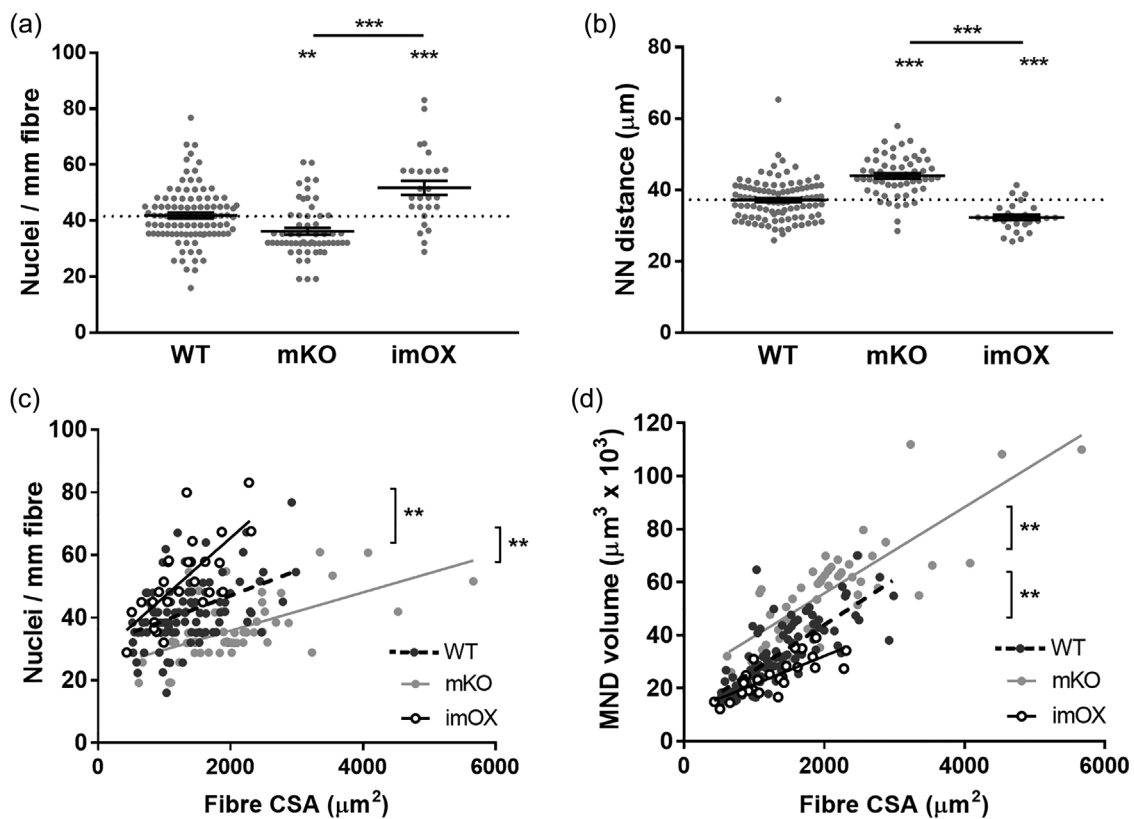 (a)
***
** ***
100
80
60
40
20
0
Nuclei / mm fibre
WT mKO imOX
(b)
***
*** ***
80
60
40
20
0
NN distance (μm)
WT mKO imOX
(c)
100
80
60
40
20
0
Nuclei / mm fibre
**
**
WT
mKO
imOX
0 2000 4000 6000
Fibre CSA (μm²)
(d)
120
100
80
60
40
20
0
MND volume (μm³ x 10³)
**
**
WT
mKO
imOX
0 2000 4000 6000
Fibre CSA (μm²)